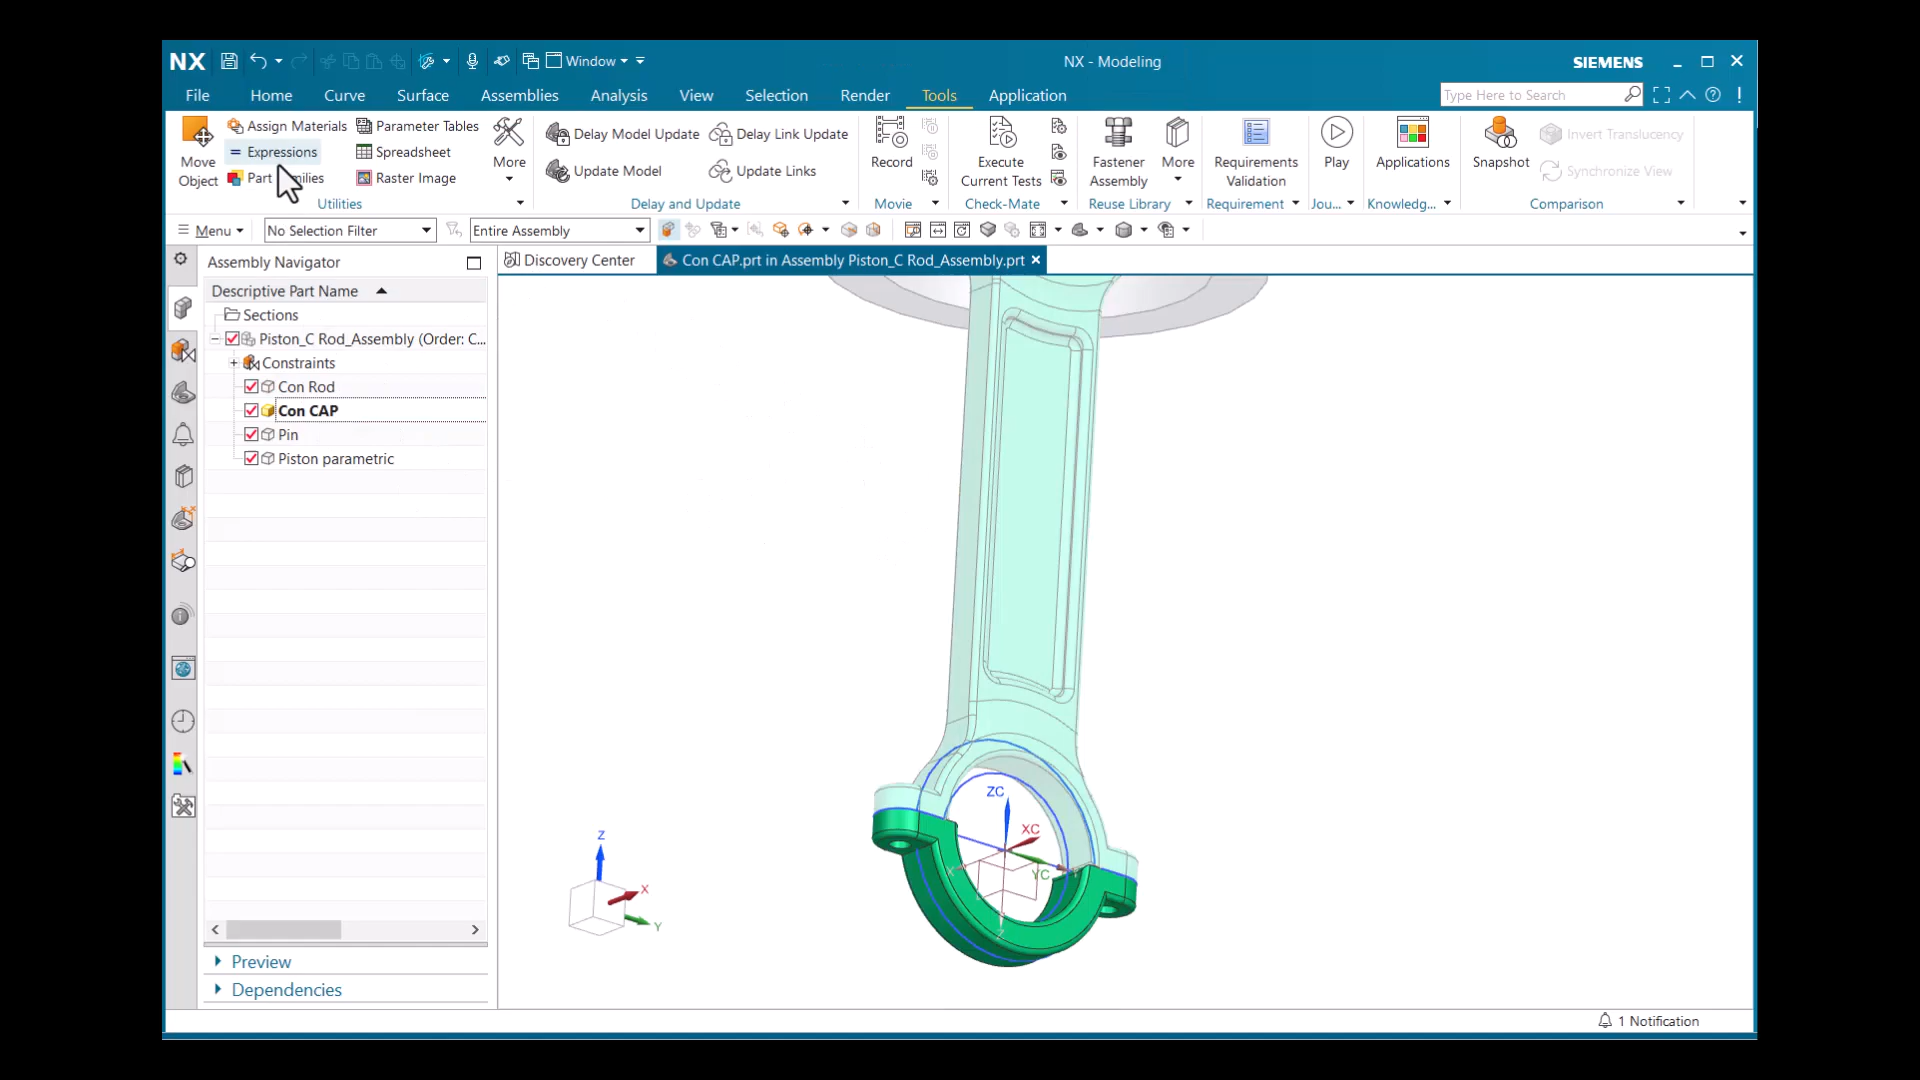 NX Window NX - Modeling SIEMENS
File Home Curve Surface Assemblies Analysis View Selection Render Tools Application Type Here to Search
Move Object
Assign Materials
Expressions
Part
Parameter Tables
Spreadsheet
Raster Image
More
Utilities
Delay Model Update
Delay Link Update
Update Model
Update Links
Delay and Update
Record
Movie
Execute
Current Tests
Check-Mate
Fastener
Assembly
More
Reuse Library
Requirements
Validation
Requirement
Play
Jou...
Applications
Knowledg...
Snapshot
Invert Translucency
Synchronize View
Comparison
Menu No Selection Filter Entire Assembly
Assembly Navigator
Discovery Center Con CAP.prt in Assembly Piston_C Rod_Assembly.prt
Descriptive Part Name
Sections
Piston_C Rod_Assembly (Order: C...
Constraints
Con Rod
Con CAP
Pin
Piston parametric
ZC
XC
YC
X
Y
Z
Z
X
Y
Preview
Dependencies
1 Notification